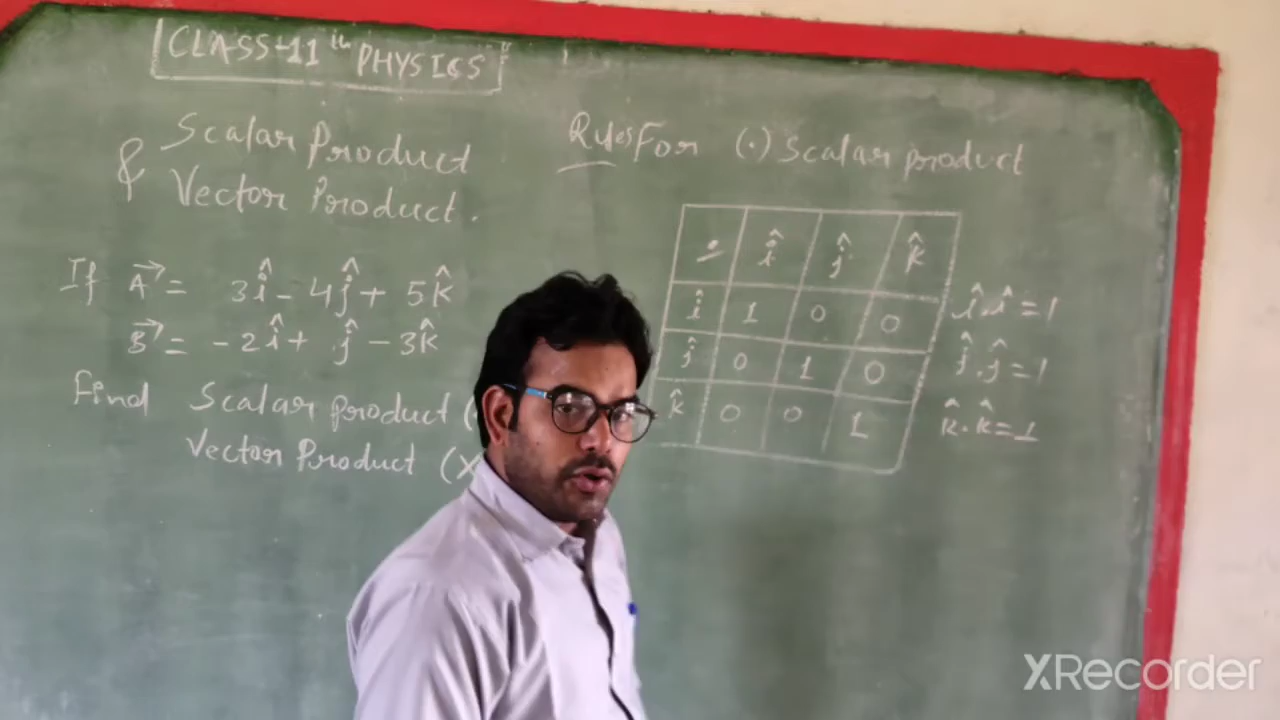 CLASS-11th PHYSICS
Scalar Product
& Vector Product.
If A⃗ = 3î - 4ĵ + 5k̂
B⃗ = -2î + ĵ - 3k̂
Find Scalar product (
Vector Product (X
Rules For (.) Scalar product
. î ĵ k̂
î 1 0 0
ĵ 0 1 0
k̂ 0 0 1
î.î = 1
ĵ.ĵ = 1
k̂.k̂ = 1
XRecorder